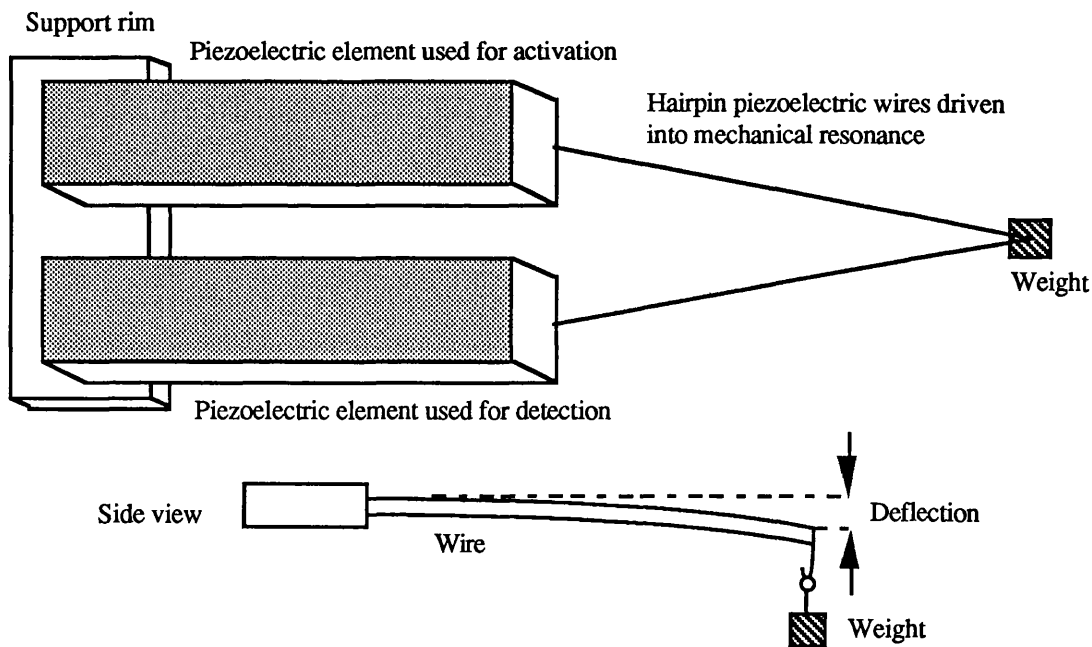 Support rim
Piezoelectric element used for activation
Hairpin piezoelectric wires driven
into mechanical resonance
Weight
Piezoelectric element used for detection
Side view
Wire
Deflection
Weight